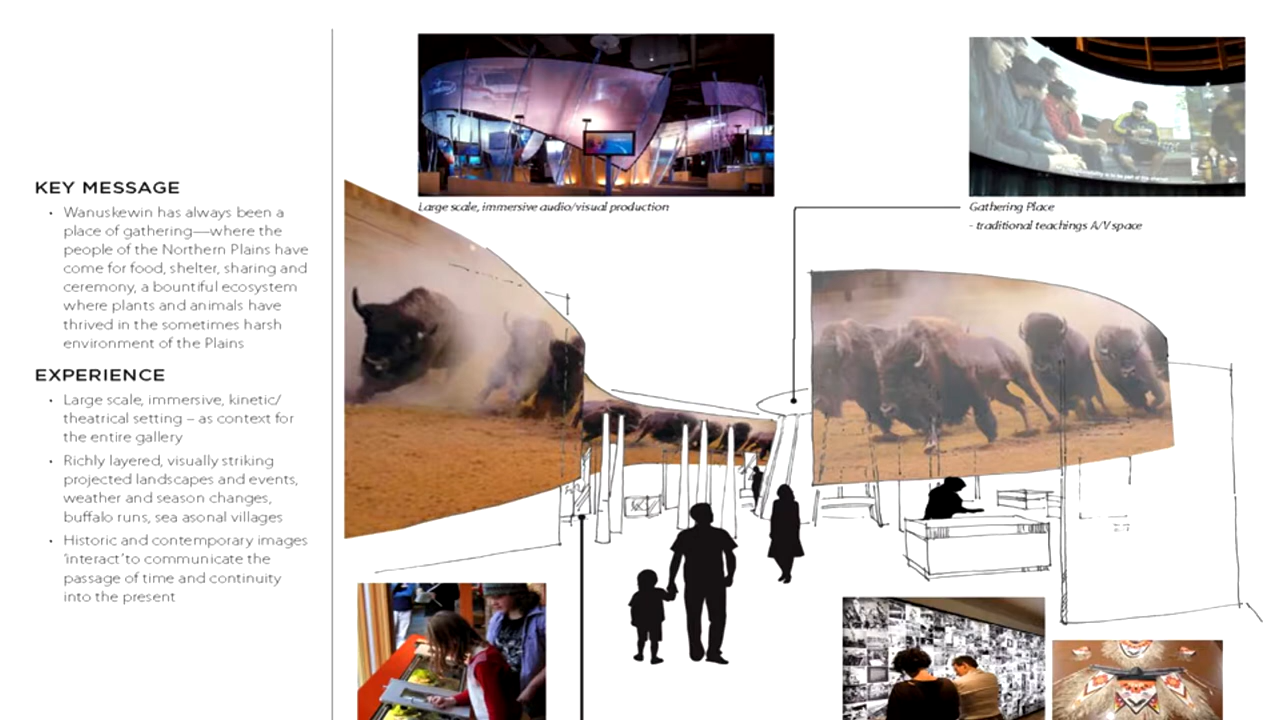 KEY MESSAGE
• Wanuskewin has always been a
place of gathering—where the
people of the Northern Plains have
come for food, shelter, sharing and
ceremony, a bountiful ecosystem
where plants and animals have
thrived in the sometimes harsh
environment of the Plains
EXPERIENCE
• Large scale, immersive, kinetic/
theatrical setting – as context for
the entire gallery
• Richly layered, visually striking
projected landscapes and events,
weather and season changes,
buffalo runs, sea asonal villages
• Historic and contemporary images
'interact' to communicate the
passage of time and continuity
into the present
Large scale, immersive audio/visual production
Gathering Place
- traditional teachings A/V space